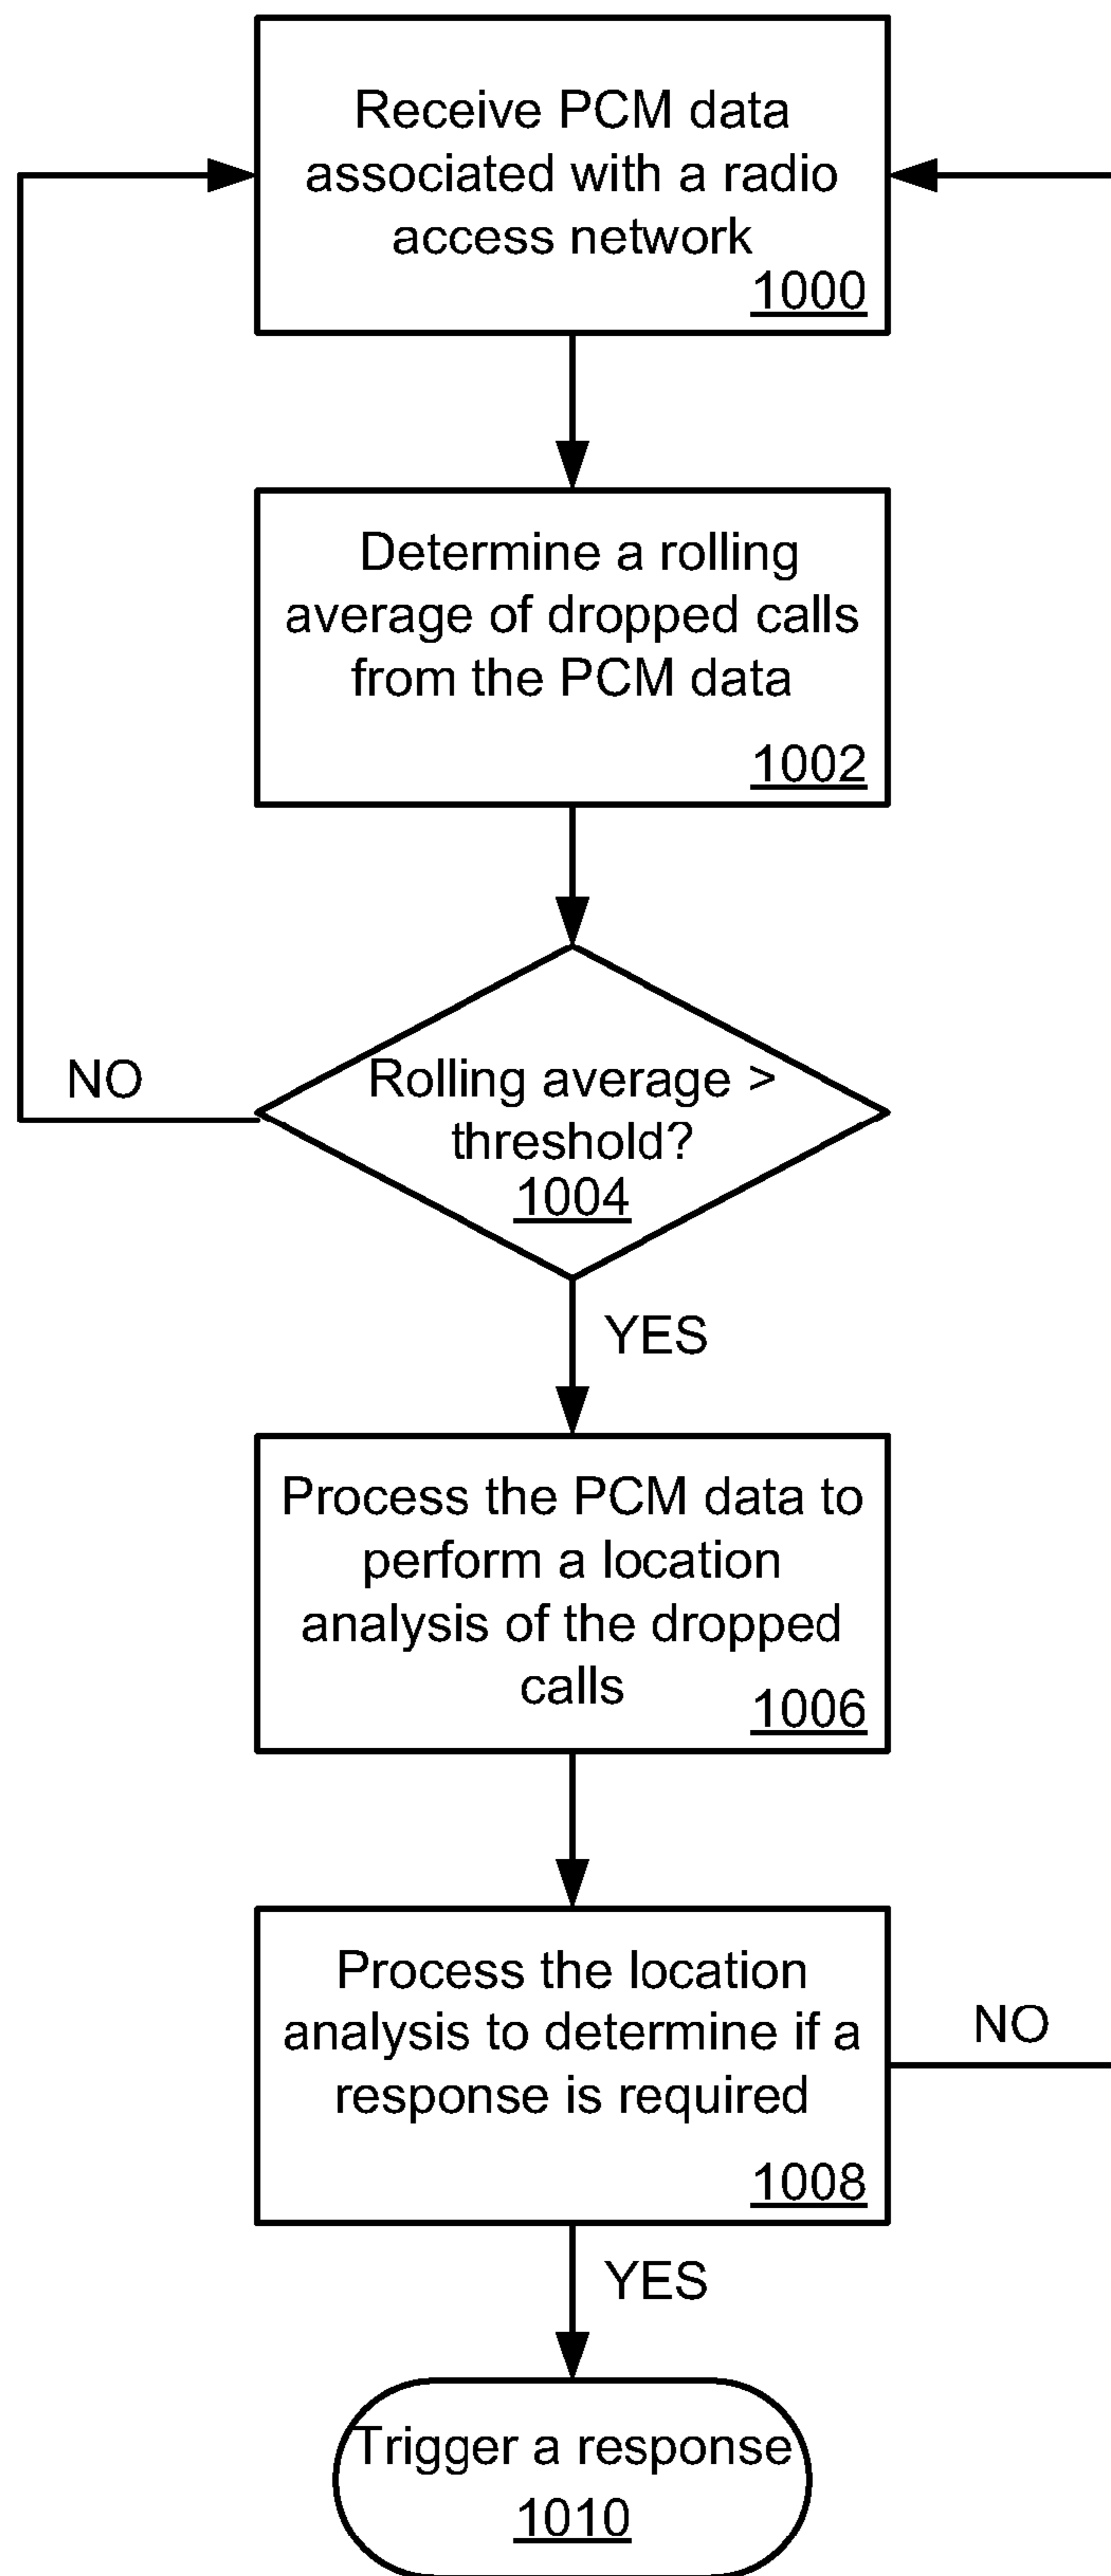 Receive PCM data
associated with a radio
access network
1000
Determine a rolling
average of dropped calls
from the PCM data
1002
NO
Rolling average >
threshold?
1004
YES
Process the PCM data to
perform a location
analysis of the dropped
calls
1006
Process the location
analysis to determine if a
response is required
1008
NO
YES
Trigger a response
1010